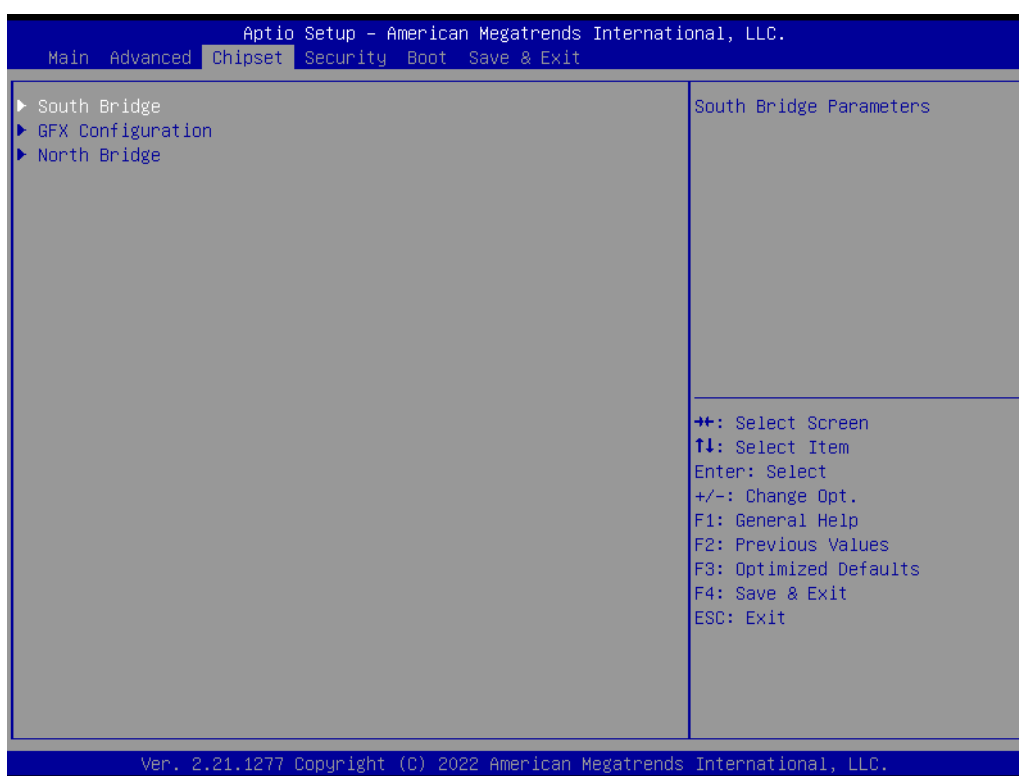 Aptio Setup – American Megatrends International, LLC.
Main Advanced Chipset Security Boot Save & Exit
▶ South Bridge
▶ GFX Configuration
▶ North Bridge
South Bridge Parameters
→←: Select Screen
↑↓: Select Item
Enter: Select
+/-: Change Opt.
F1: General Help
F2: Previous Values
F3: Optimized Defaults
F4: Save & Exit
ESC: Exit
Ver. 2.21.1277 Copyright (C) 2022 American Megatrends International, LLC.